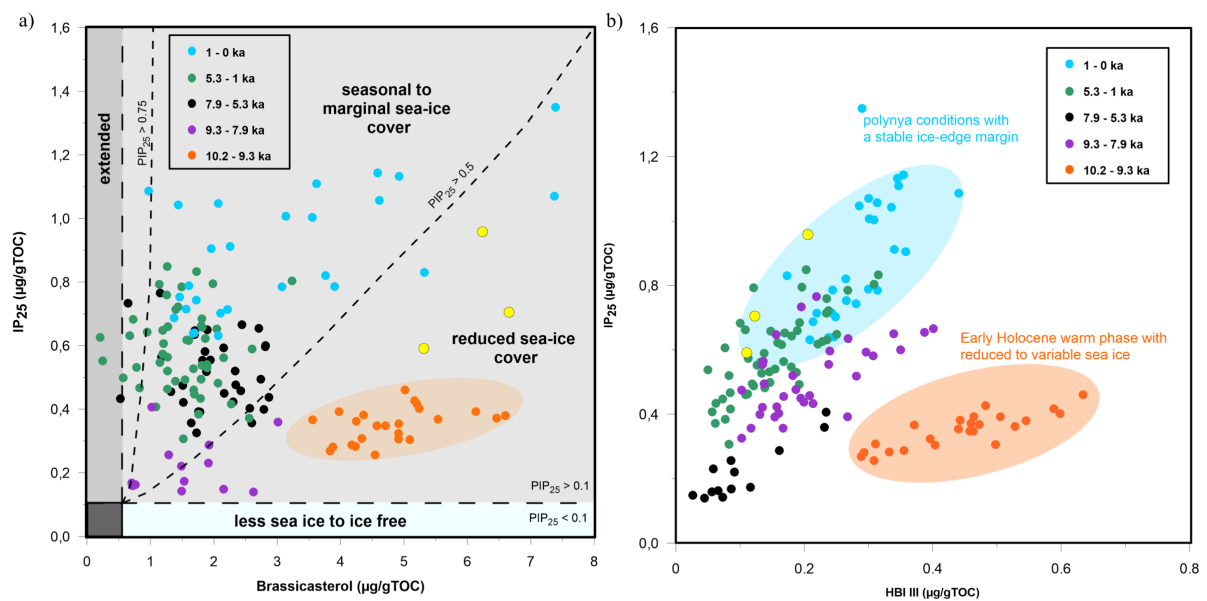 a)
1,6
1,4
1,2
1,0
0,8
0,6
0,4
0,2
0,0
IP25 (µg/gTOC)
1 - 0 ka
5.3 - 1 ka
7.9 - 5.3 ka
9.3 - 7.9 ka
10.2 - 9.3 ka
extended
PIP25 > 0.75
seasonal to
marginal sea-ice
cover
PIP25 > 0.5
reduced sea-ice
cover
PIP25 > 0.1
less sea ice to ice free
PIP25 < 0.1
0
1
2
3
4
5
6
7
8
Brassicasterol (µg/gTOC)
b)
1,6
1,2
0,8
0,4
0,0
IP25 (µg/gTOC)
1 - 0 ka
5.3 - 1 ka
7.9 - 5.3 ka
9.3 - 7.9 ka
10.2 - 9.3 ka
polynya conditions with
a stable ice-edge margin
Early Holocene warm phase with
reduced to variable sea ice
0
0.2
0.4
0.6
0.8
HBI III (µg/gTOC)